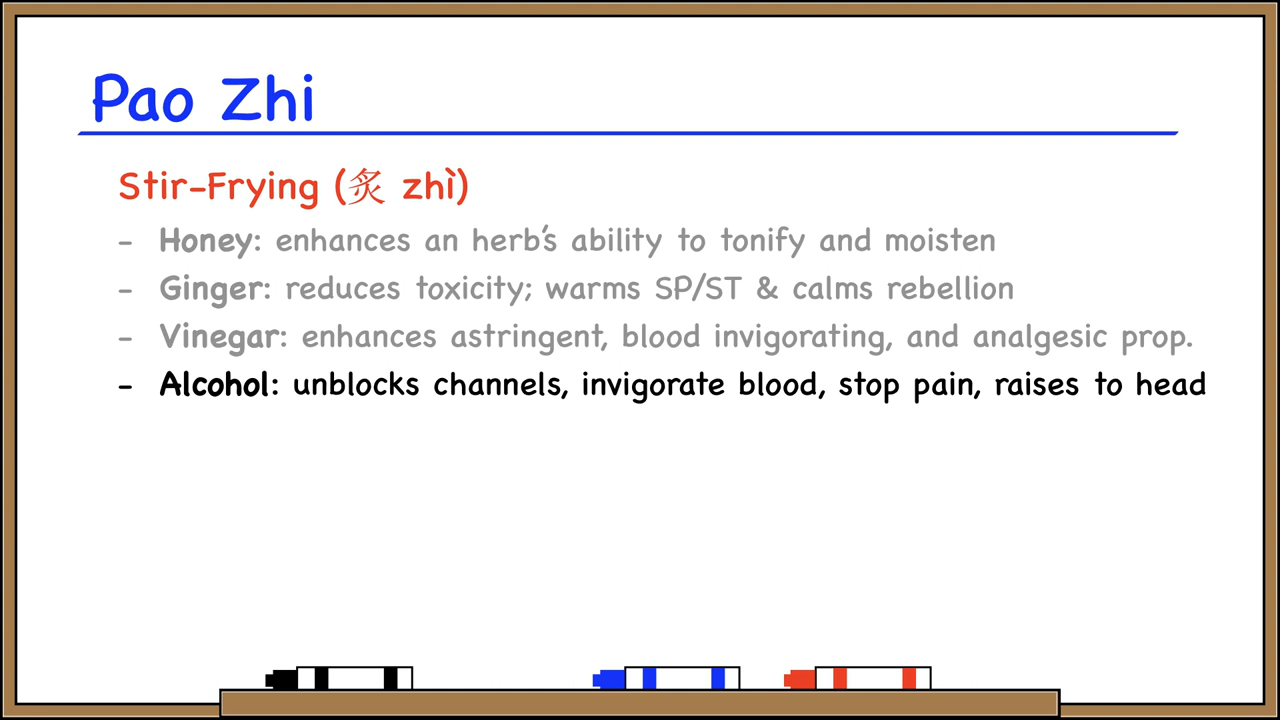 Pao Zhi
Stir-Frying (炙 zhì)
- Honey: enhances an herb's ability to tonify and moisten
- Ginger: reduces toxicity; warms SP/ST & calms rebellion
- Vinegar: enhances astringent, blood invigorating, and analgesic prop.
- Alcohol: unblocks channels, invigorate blood, stop pain, raises to head